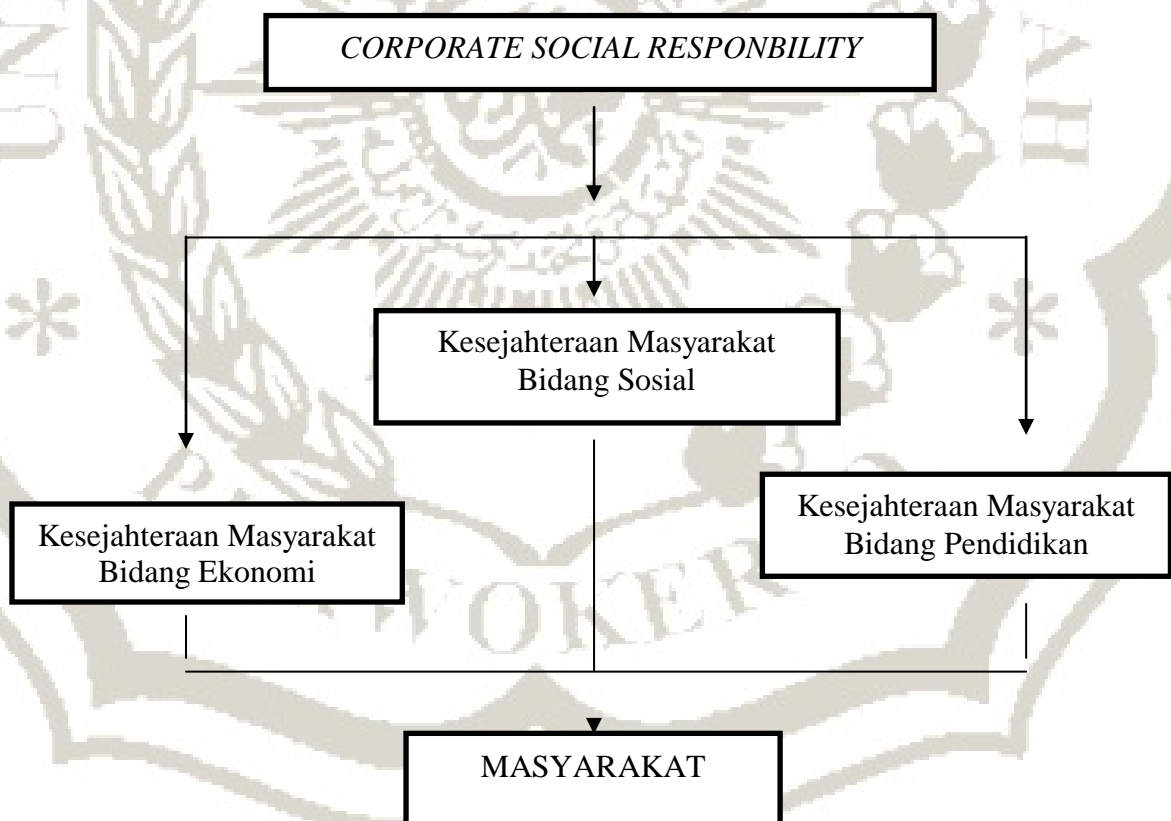 CORPORATE SOCIAL RESPONBILITY
Kesejahteraan Masyarakat
Bidang Sosial
Kesejahteraan Masyarakat
Bidang Ekonomi
Kesejahteraan Masyarakat
Bidang Pendidikan
MASYARAKAT